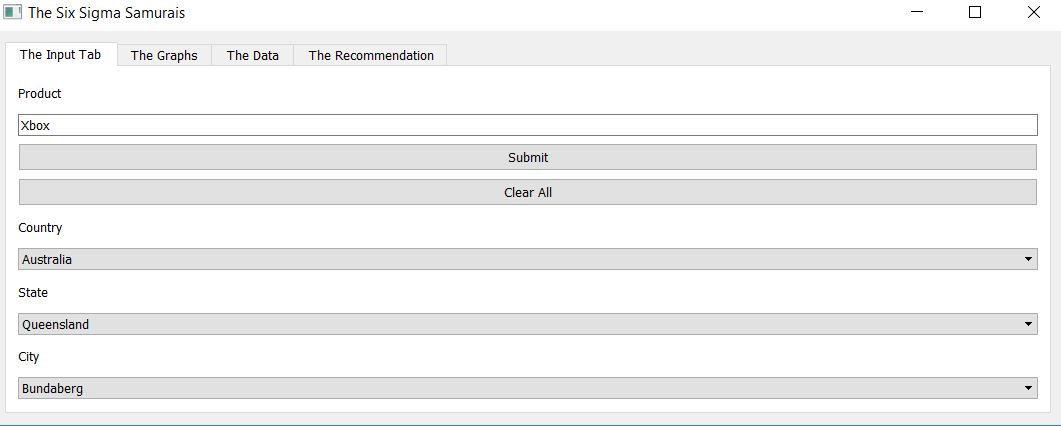 The Six Sigma Samurais
The Input Tab The Graphs The Data The Recommendation
Product
Xbox
Submit
Clear All
Country
Australia
State
Queensland
City
Bundaberg